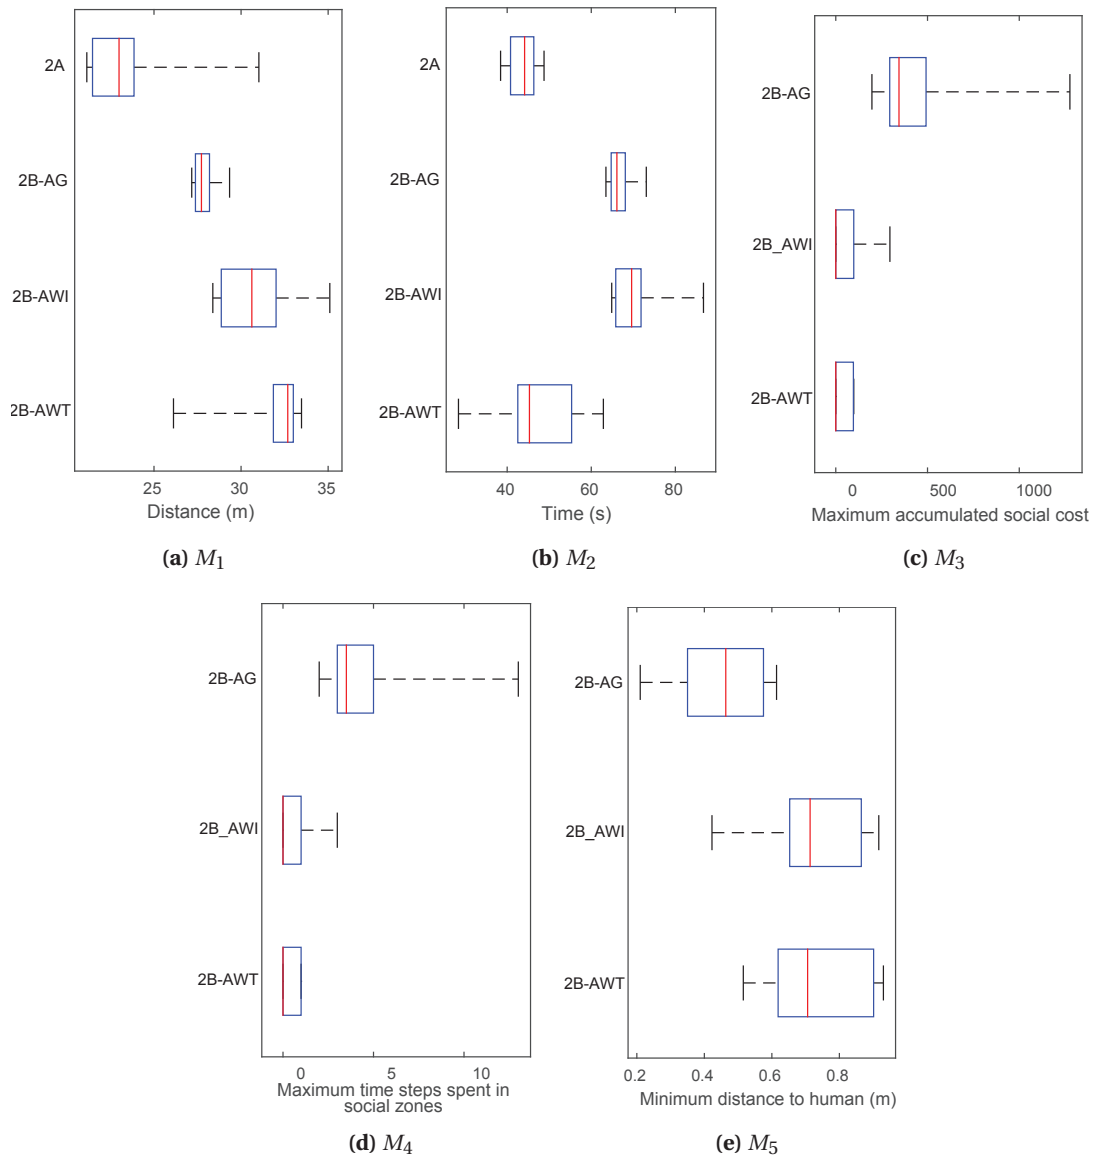 2A
2B-AG
2B-AWI
2B-AWT
25 30 35
Distance (m)
(a) M1
2A
2B-AG
2B-AWI
2B-AWT
40 60 80
Time (s)
(b) M2
2B-AG
2B_AWI
2B-AWT
0 500 1000
Maximum accumulated social cost
(c) M3
2B-AG
2B_AWI
2B-AWT
0 5 10
Maximum time steps spent in
social zones
(d) M4
2B-AG
2B_AWI
2B-AWT
0.2 0.4 0.6 0.8
Minimum distance to human (m)
(e) M5